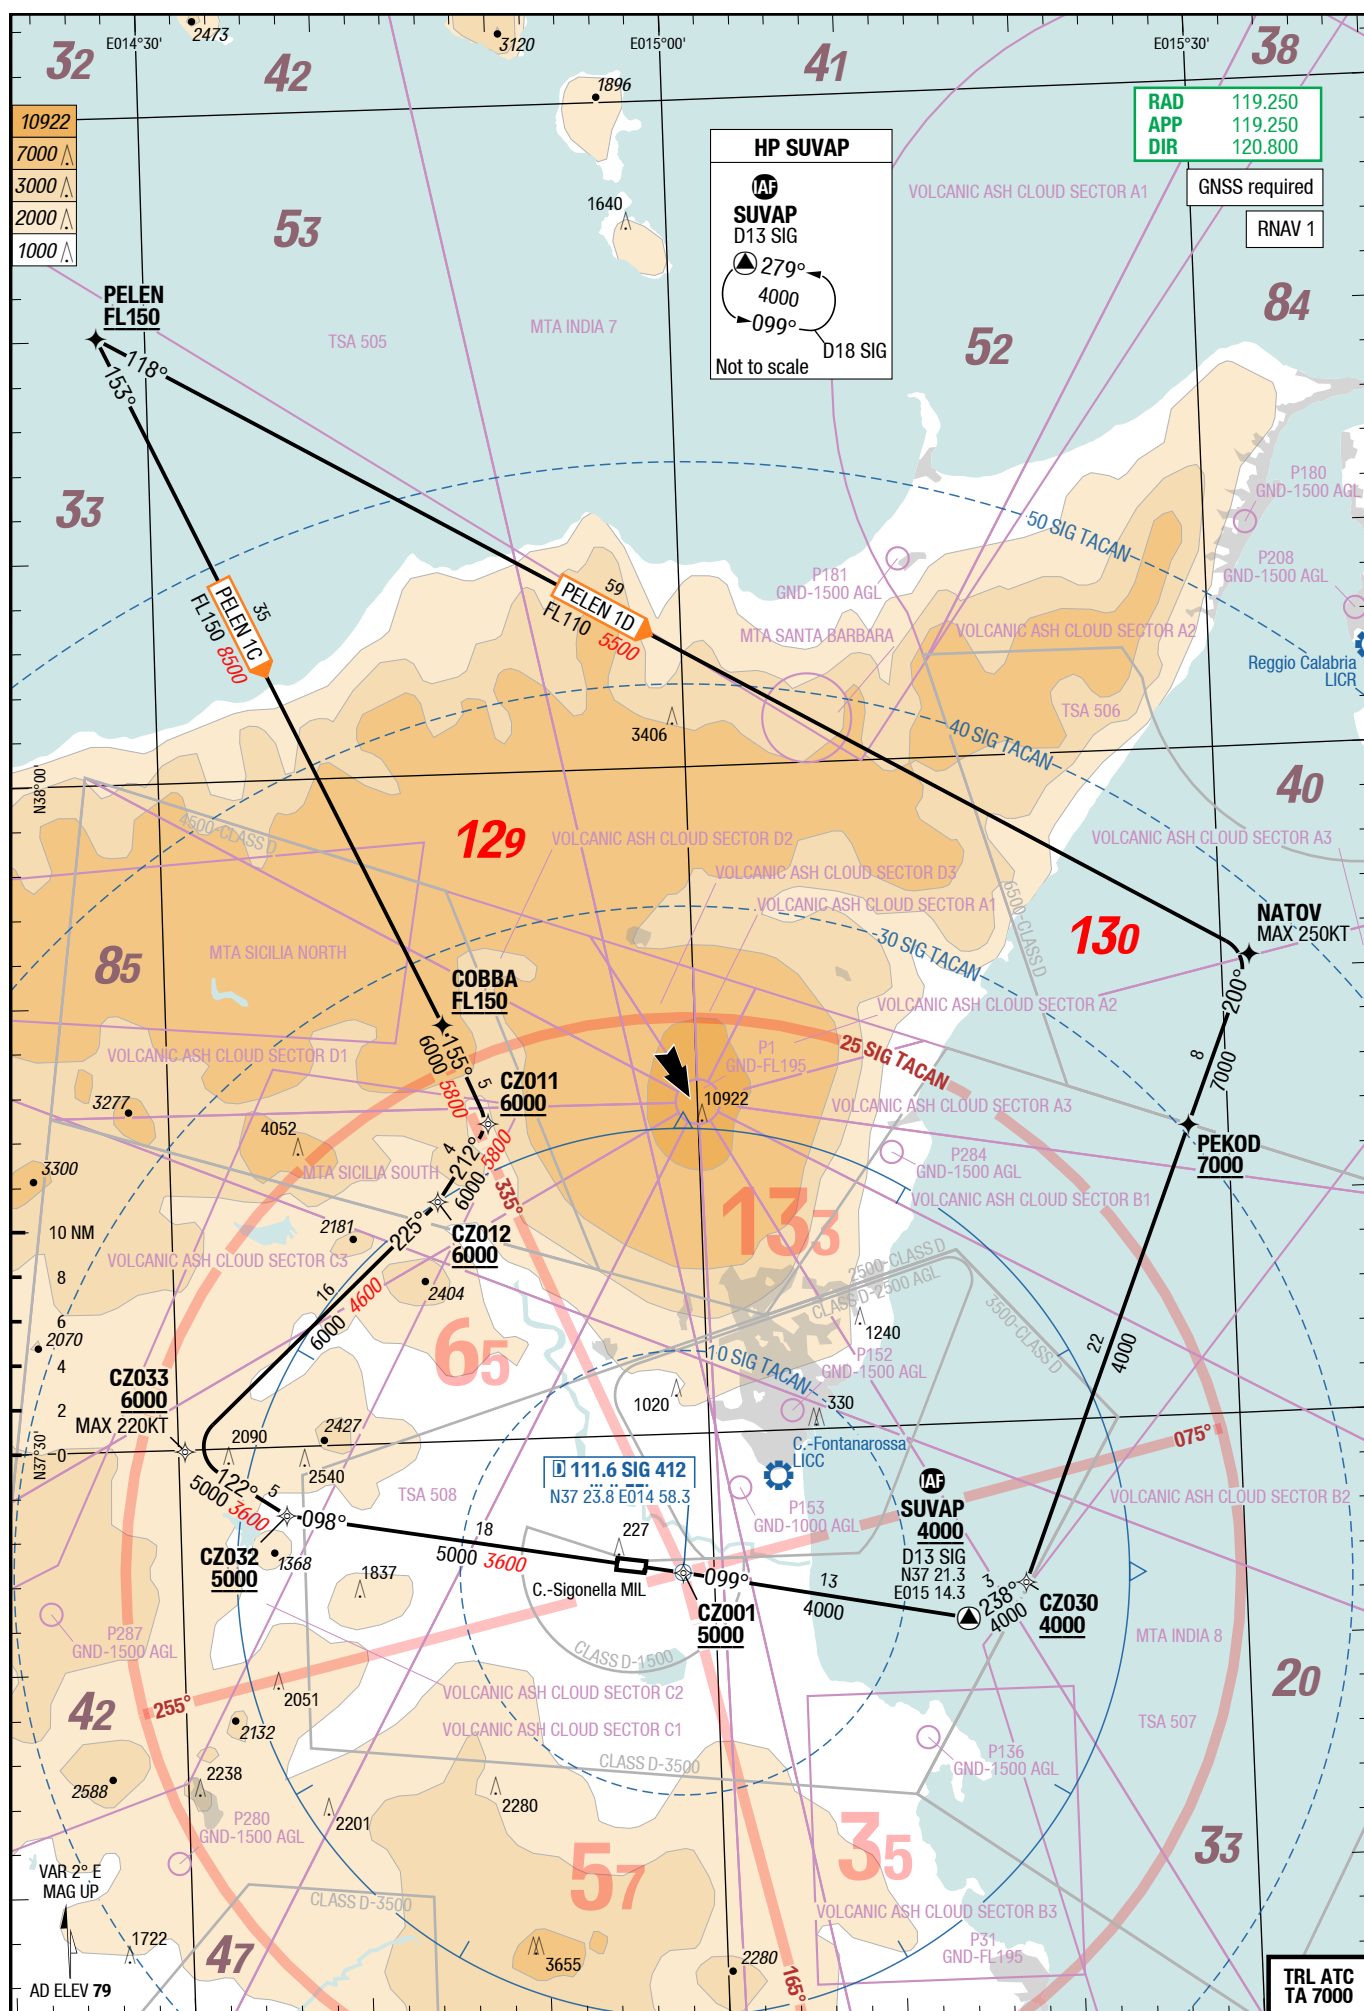 32
2473
E014°30'
42
3120
E015°00'
41
E015°30'
38
1896
10922
7000
3000
2000
1000
RAD 119.250
APP 119.250
DIR 120.800
GNSS required
RNAV 1
HP SUVAP
IAF
SUVAP
D13 SIG
279°
4000
099°
D18 SIG
Not to scale
VOLCANIC ASH CLOUD SECTOR A1
1640
53
PELEN
FL150
118°
153°
TSA 505
MTA INDIA 7
52
84
33
P180
GND-1500 AGL
50 SIG TACAN
P208
GND-1500 AGL
P181
GND-1500 AGL
35
PELEN 1C
FL150 8500
59
PELEN 1D
FL110 5500
MTA SANTA BARBARA
VOLCANIC ASH CLOUD SECTOR A2
Reggio Calabria
LICR
TSA 506
3406
40 SIG TACAN
N38°00'
40
4500-CLASS D
129
VOLCANIC ASH CLOUD SECTOR D2
VOLCANIC ASH CLOUD SECTOR A3
VOLCANIC ASH CLOUD SECTOR D3
VOLCANIC ASH CLOUD SECTOR A1
6500-CLASS D
130
NATOV
MAX 250KT
30 SIG TACAN
85
MTA SICILIA NORTH
COBBA
FL150
200°
VOLCANIC ASH CLOUD SECTOR A2
155°
5
6000 5800
VOLCANIC ASH CLOUD SECTOR D1
P1
GND-FL195
25 SIG TACAN
8
7000
CZ011
6000
3277
10922
VOLCANIC ASH CLOUD SECTOR A3
4052
4
212°
6000 5800
PEKOD
7000
P284
GND-1500 AGL
3300
MTA SICILIA SOUTH
335°
VOLCANIC ASH CLOUD SECTOR B1
133
10 NM
2181
225°
CZ012
6000
VOLCANIC ASH CLOUD SECTOR C3
2500-CLASS D
CLASS D-2500 AGL
8
2404
16
6000 4600
3500-CLASS D
6
2070
1240
22
4000
4
65
10 SIG TACAN
P152
GND-1500 AGL
CZ033
6000
MAX 220KT
2
1020
330
2427
N37°30'
0
2090
2540
C.-Fontanarossa
LICC
075°
D 111.6 SIG 412
N37 23.8 E014 58.3
122°
5
5000 3600
TSA 508
IAF
SUVAP
4000
D13 SIG
N37 21.3
E015 14.3
VOLCANIC ASH CLOUD SECTOR B2
P153
GND-1000 AGL
098°
18
5000 3600
227
CZ032
5000
1368
1837
C.-Sigonella MIL
099°
13
4000
3
238°
4000
CZ030
4000
CZ001
5000
P287
GND-1500 AGL
MTA INDIA 8
CLASS D-1500
20
2051
255°
VOLCANIC ASH CLOUD SECTOR C2
42
2132
VOLCANIC ASH CLOUD SECTOR C1
TSA 507
P136
GND-1500 AGL
CLASS D-3500
2588
2238
2280
2201
P280
GND-1500 AGL
35
33
VAR 2° E
MAG UP
57
CLASS D-3500
VOLCANIC ASH CLOUD SECTOR B3
1722
47
3655
2280
P31
GND-FL195
165°
AD ELEV 79
TRL ATC
TA 7000